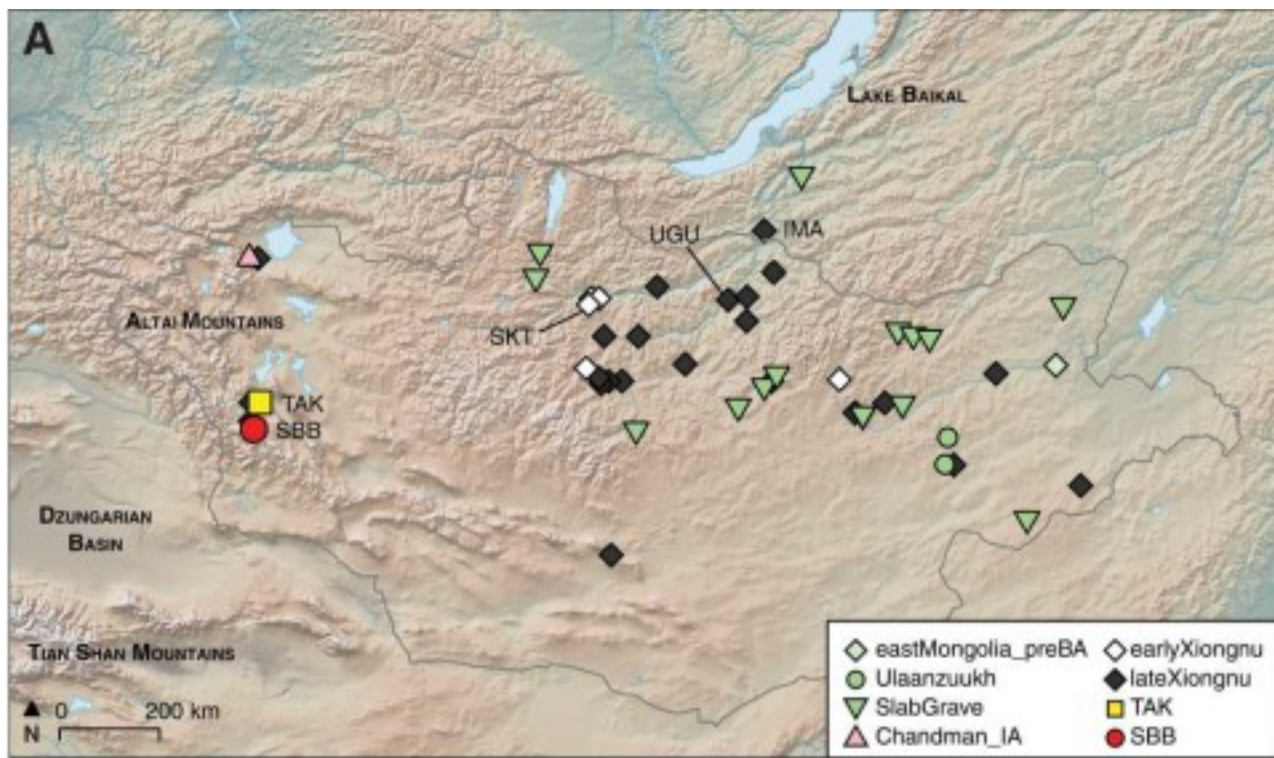 A
LAKE BAIKAL
UGU
IMA
ALTAI MOUNTAINS
SKT
TAK
SBB
DZUNGARIAN
BASIN
TIAN SHAN MOUNTAINS
0 200 km
N
eastMongolia_preBA
Ulaanzuukh
SlabGrave
Chandman_IA
earlyXiongnu
lateXiongnu
TAK
SBB